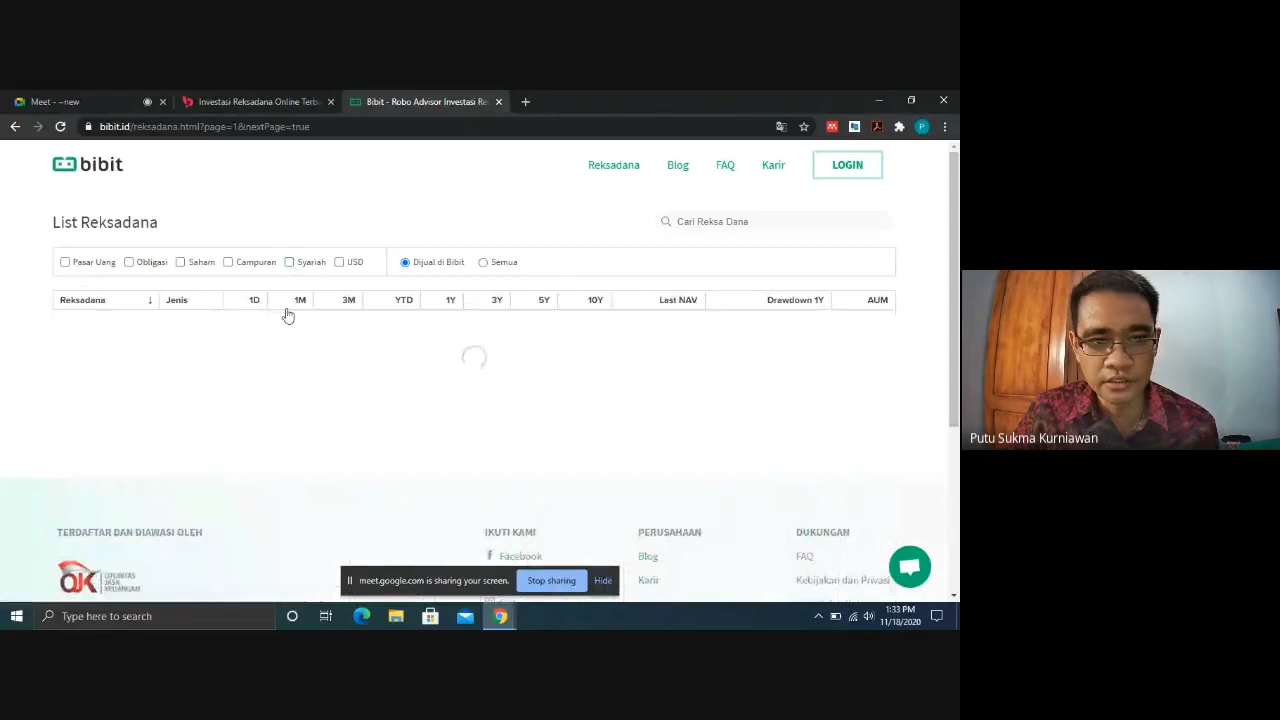 Meet - ~new
Investasi Reksadana Online Terb
Bibit - Robo Advisor Investasi Re
bibit.id/reksadana.html?page=1&nextPage=true
bibit
Reksadana Blog FAQ Karir LOGIN
List Reksadana
Cari Reksa Dana
Pasar Uang Obligasi Saham Campuran Syariah USD Dijual di Bibit Semua
Reksadana ↓ Jenis 1D 1M 3M YTD 1Y 3Y 5Y 10Y Last NAV Drawdown 1Y AUM
Putu Sukma Kurniawan
TERDAFTAR DAN DIAWASI OLEH IKUTI KAMI PERUSAHAAN DUKUNGAN
Facebook Blog FAQ
OJK OTORITAS JASA KEUANGAN
Karir Kebijakan dan Privasi
meet.google.com is sharing your screen. Stop sharing Hide
Type here to search
1:33 PM
11/18/2020